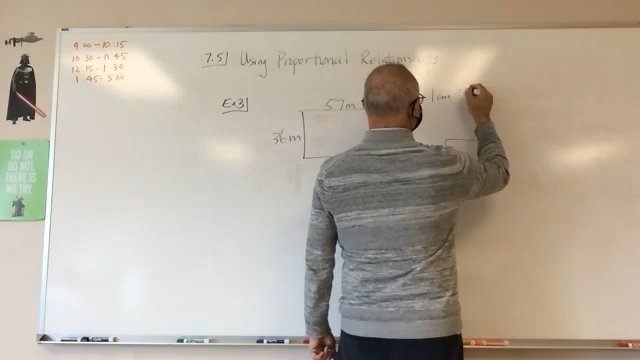 9:00-10:15
10:30-11:45
12:15-1:30
1:45-3:00
7.5] Using Proportional Relationships
Ex3] 57m 1cm
36m
DO OR
DO NOT.
THERE IS
NO TRY.